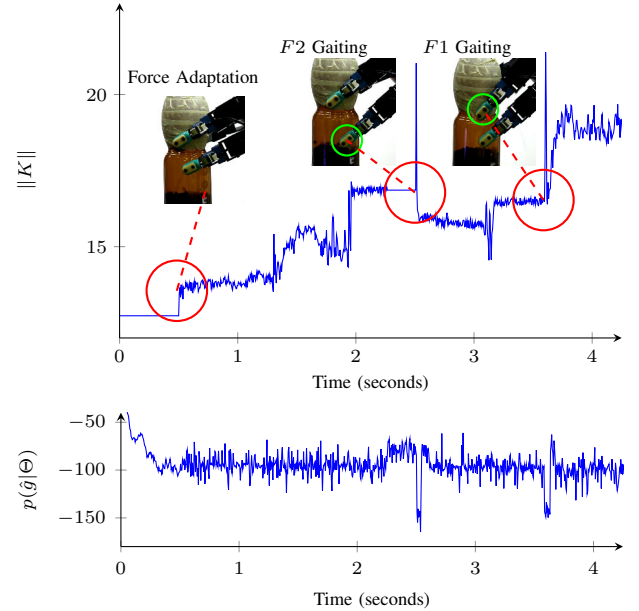 F2 Gaiting
F1 Gaiting
Force Adaptation
20
15
‖K‖
0 1 2 3 4
Time (seconds)
−50
−100
−150
p(ĝ|Θ)
0 1 2 3 4
Time (seconds)